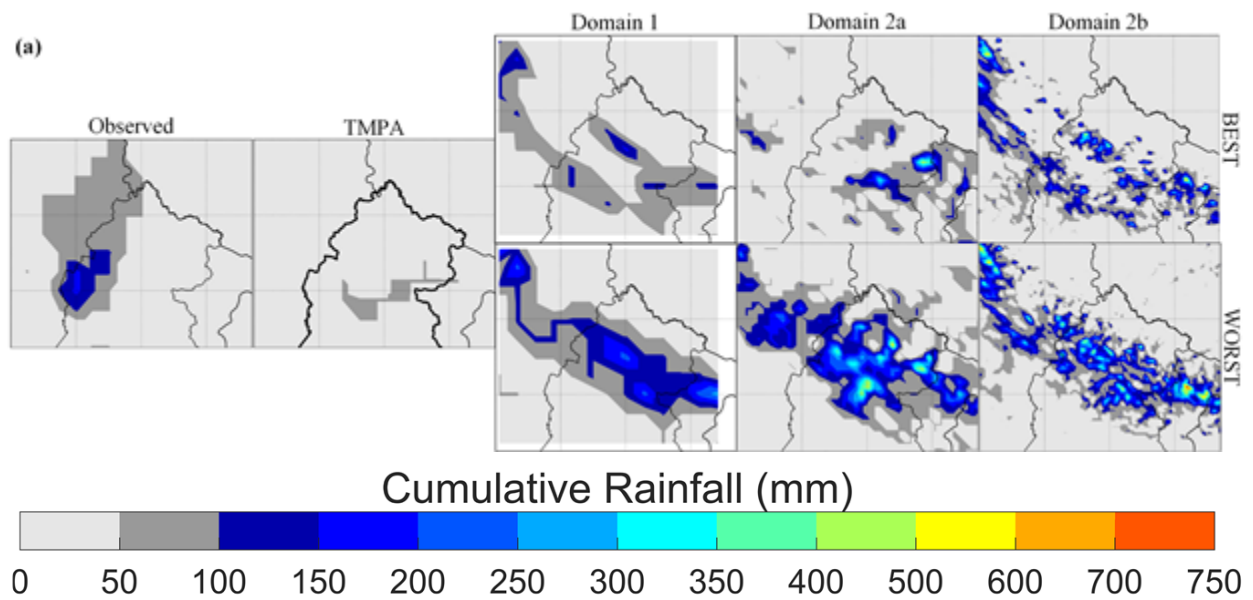 Domain 1 Domain 2a Domain 2b
(a)
Observed TMPA
BEST
WORST
Cumulative Rainfall (mm)
0 50 100 150 200 250 300 350 400 500 600 700 750